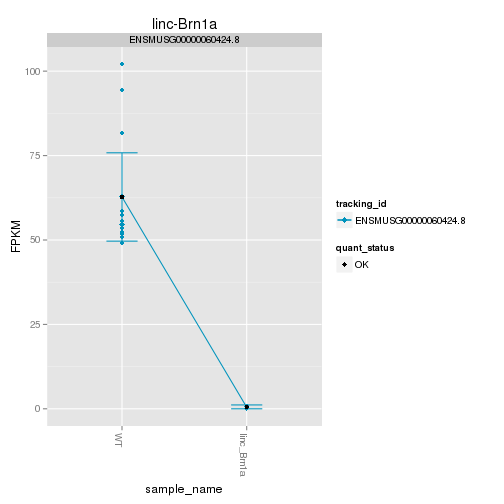 linc-Brn1a
ENSMUSG00000060424.8
100
75
50
25
0
FPKM
WT
linc_Brn1a
sample_name
tracking_id
ENSMUSG00000060424.8
quant_status
OK